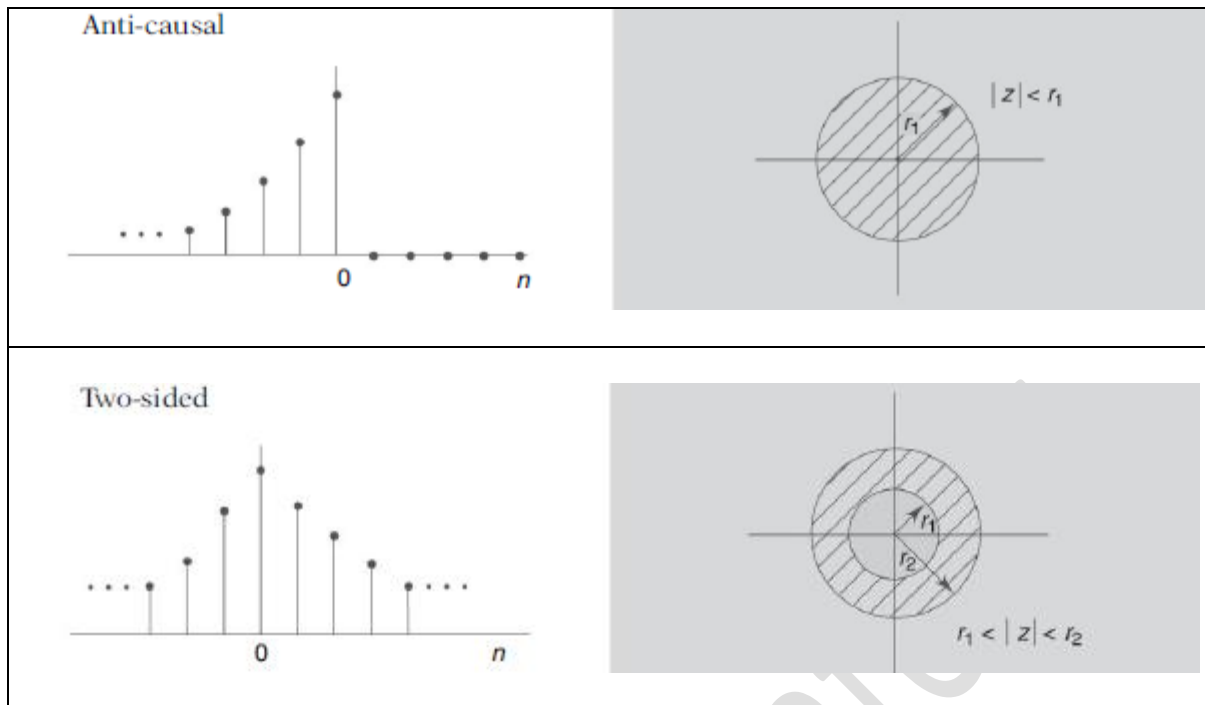 Anti-causal
|z| < r₁
r₁
0
n
Two-sided
r₁
r₂
0
n
r₁ < |z| < r₂